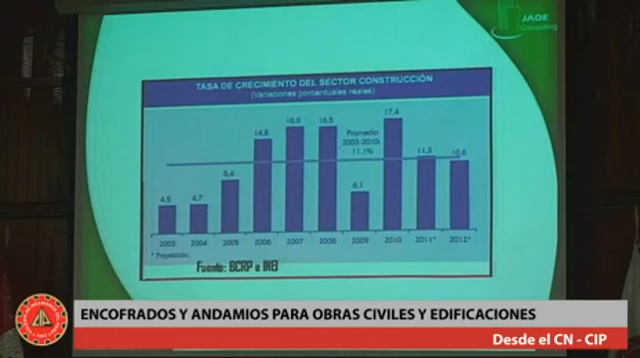 JADE
Consulting
TASA DE CRECIMIENTO DEL SECTOR CONSTRUCCIÓN
(Variaciones porcentuales reales)
4,5 4,7 8,4 14,8 16,6 16,5 6,1 17,4 11,3 10,6
Promedio
2003-2010:
11,1%
2003 2004 2005 2006 2007 2008 2009 2010 2011* 2012*
* Proyección.
Fuente: BCRP e INEI
ENCOFRADOS Y ANDAMIOS PARA OBRAS CIVILES Y EDIFICACIONES
Desde el CN - CIP